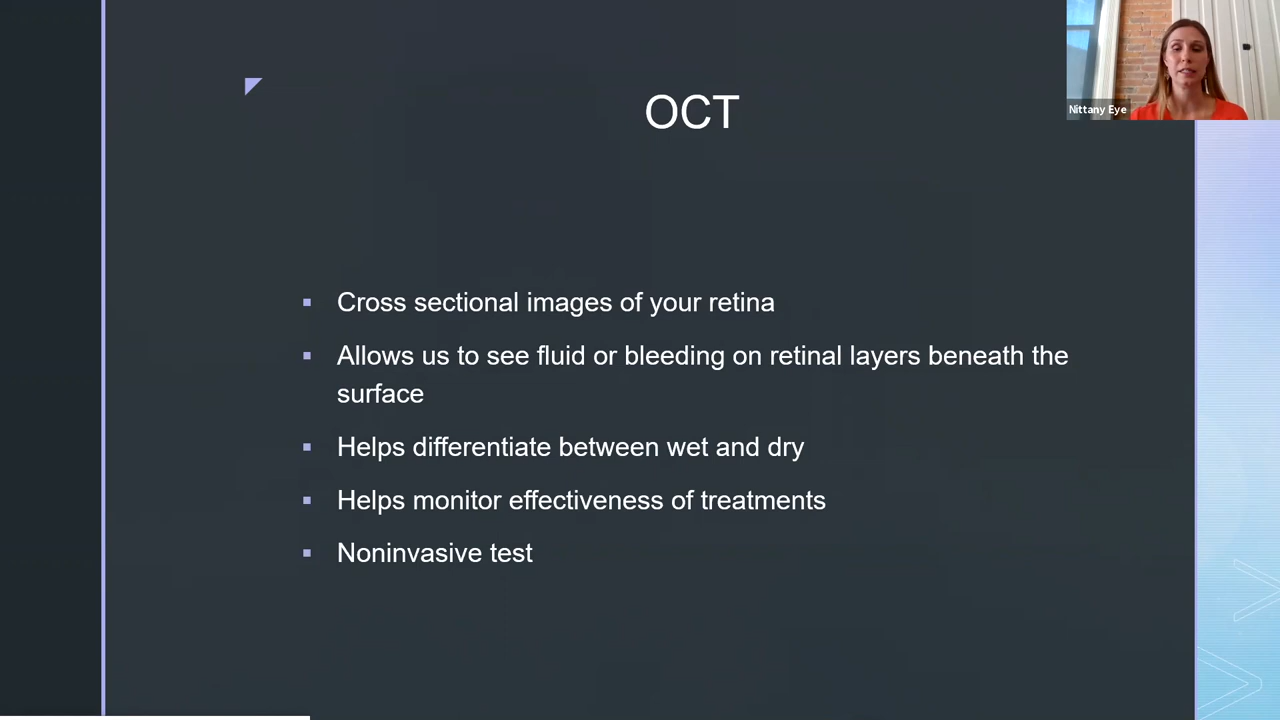 OCT
Nittany Eye
Cross sectional images of your retina
Allows us to see fluid or bleeding on retinal layers beneath the
surface
Helps differentiate between wet and dry
Helps monitor effectiveness of treatments
Noninvasive test